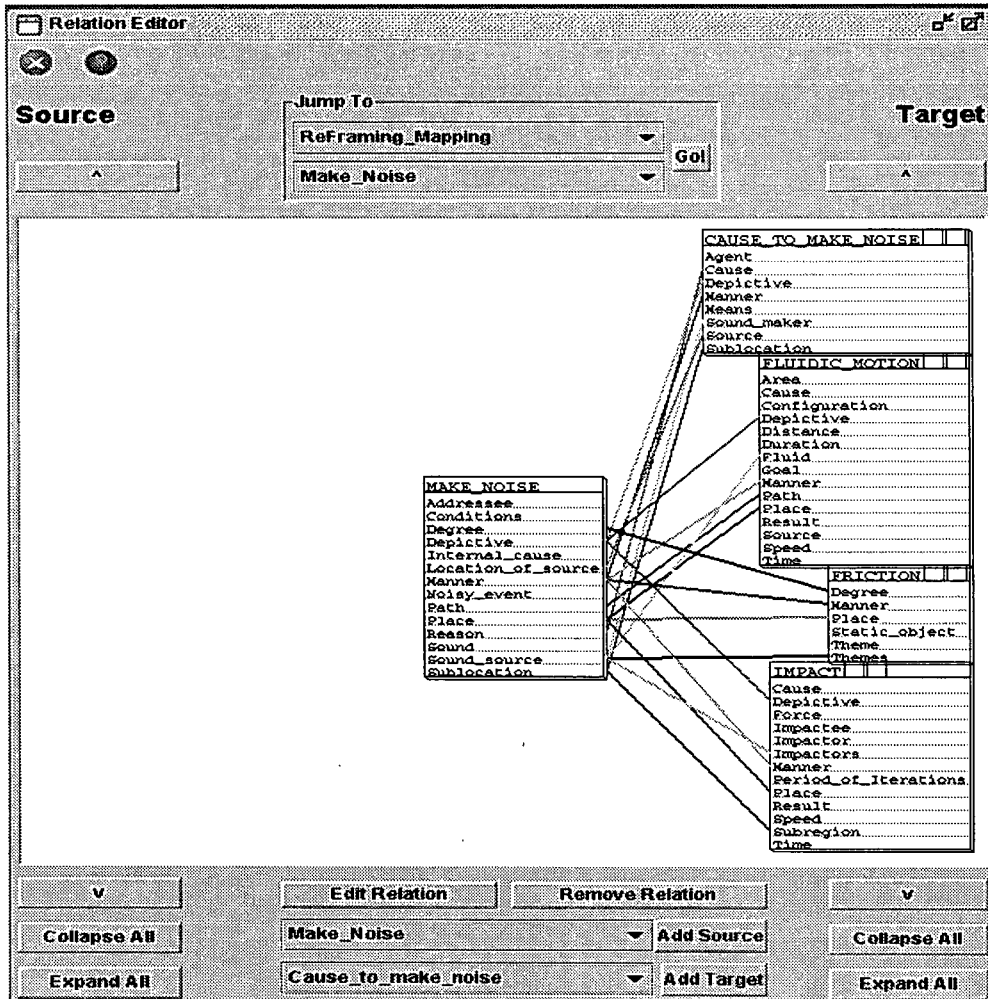 Relation Editor
Source
Jump To
ReFraming_Mapping
Make_Noise
Go!
Target
^
^
CAUSE_TO_MAKE_NOISE
Agent
Cause
Depictive
Manner
Means
Sound_maker
Source
Sublocation
FLUIDIC_MOTION
Area
Cause
Configuration
Depictive
Distance
Duration
Fluid
Goal
Manner
Path
Place
Result
Source
Speed
Time
MAKE_NOISE
Addressee
Conditions
Degree
Depictive
Internal_cause
Location_of_source
Manner
Noisy_event
Path
Place
Reason
Sound
Sound_source
Sublocation
FRICTION
Degree
Manner
Place
Static_object
Theme
Themes
IMPACT
Cause
Depictive
Force
Impactee
Impactor
Impactors
Manner
Period_of_Iterations
Place
Result
Speed
Subregion
Time
v
Edit Relation
Remove Relation
v
Collapse All
Make_Noise
Add Source
Collapse All
Expand All
Cause_to_make_noise
Add Target
Expand All